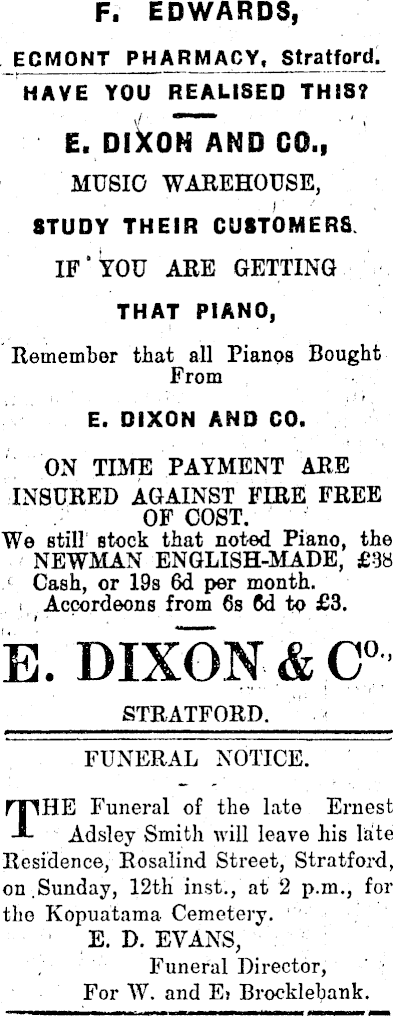 F. EDWARDS,
EGMONT PHARMACY, Stratford.
HAVE YOU REALISED THIS?
E. DIXON AND CO.,
MUSIC WAREHOUSE,
STUDY THEIR CUSTOMERS.
IF YOU ARE GETTING
THAT PIANO,
Remember that all Pianos Bought
From
E. DIXON AND CO.
ON TIME PAYMENT ARE
INSURED AGAINST FIRE FREE
OF COST.
We still stock that noted Piano, the
NEWMAN ENGLISH-MADE, £38
Cash, or 19s 6d per month.
Accordeons from 6s 6d to £3.
E. DIXON & Co.,
STRATFORD.
FUNERAL NOTICE.
THE Funeral of the late Ernest
Adsley Smith will leave his late
Residence, Rosalind Street, Stratford,
on Sunday, 12th inst., at 2 p.m., for
the Kopuatama Cemetery.
E. D. EVANS,
Funeral Director,
For W. and E. Brocklebank.